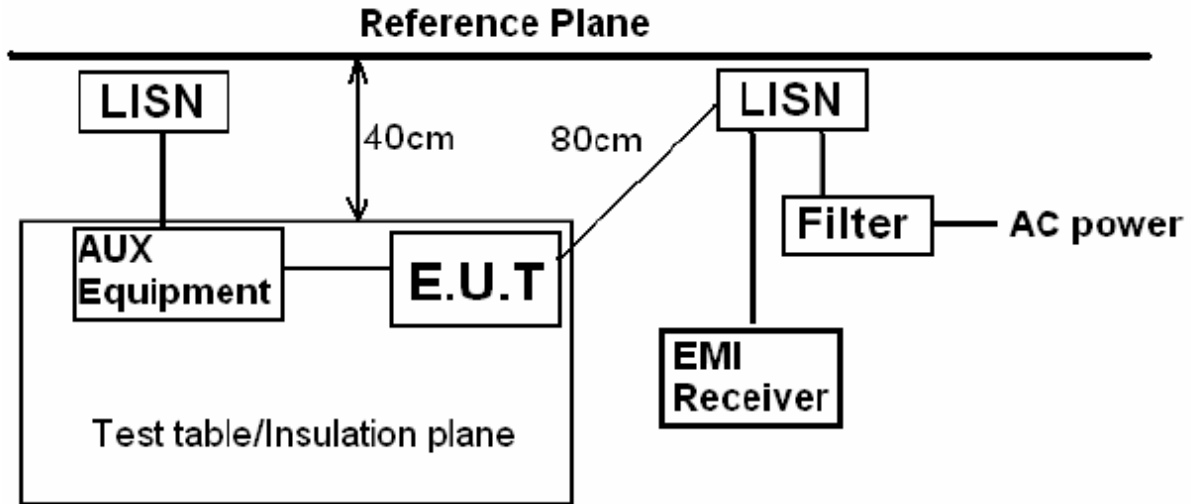 Reference Plane
LISN
40cm
80cm
LISN
Filter
AC power
AUX
Equipment
E.U.T
EMI
Receiver
Test table/Insulation plane